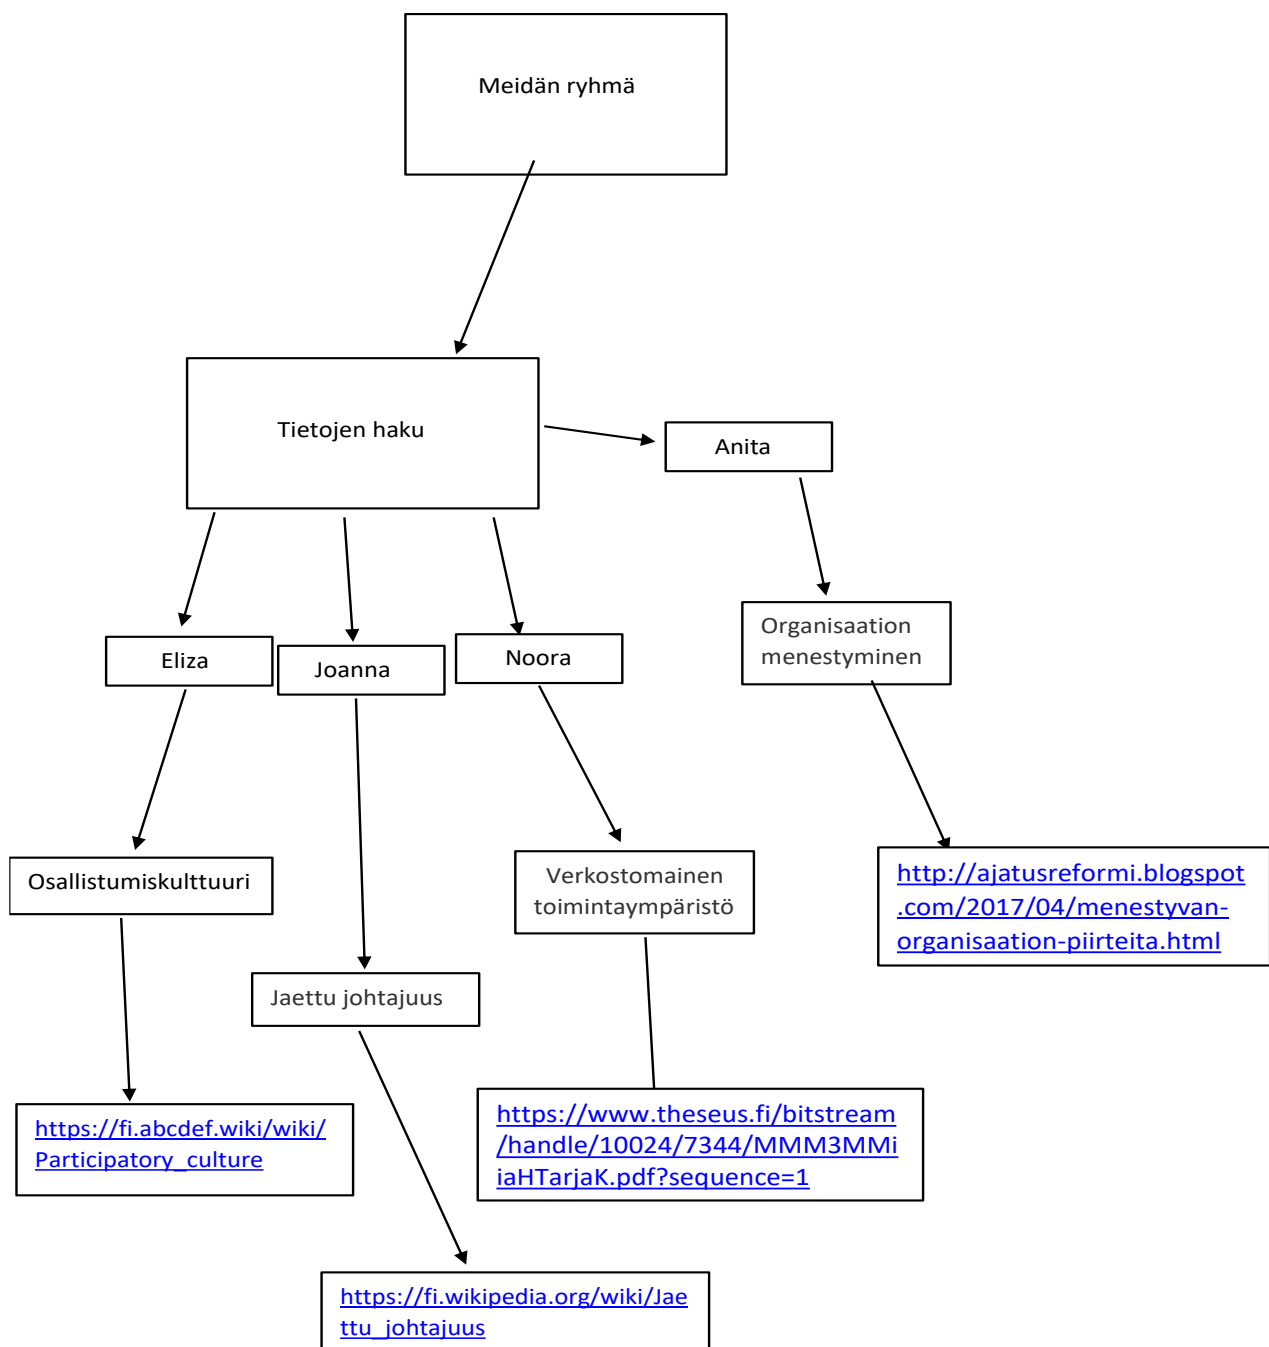 Meidän ryhmä
Tietojen haku
Anita
Organisaation
menestyminen
Eliza
Joanna
Noora
Osallistumiskulttuuri
Verkostomainen
toimintaympäristö
http://ajatusreformi.blogspot
.com/2017/04/menestyvan-
organisaation-piirteita.html
Jaettu johtajuus
https://fi.abcdef.wiki/wiki/
Participatory_culture
https://www.theseus.fi/bitstream
/handle/10024/7344/MMM3MMi
iaHTarjaK.pdf?sequence=1
https://fi.wikipedia.org/wiki/Jae
ttu_johtajuus